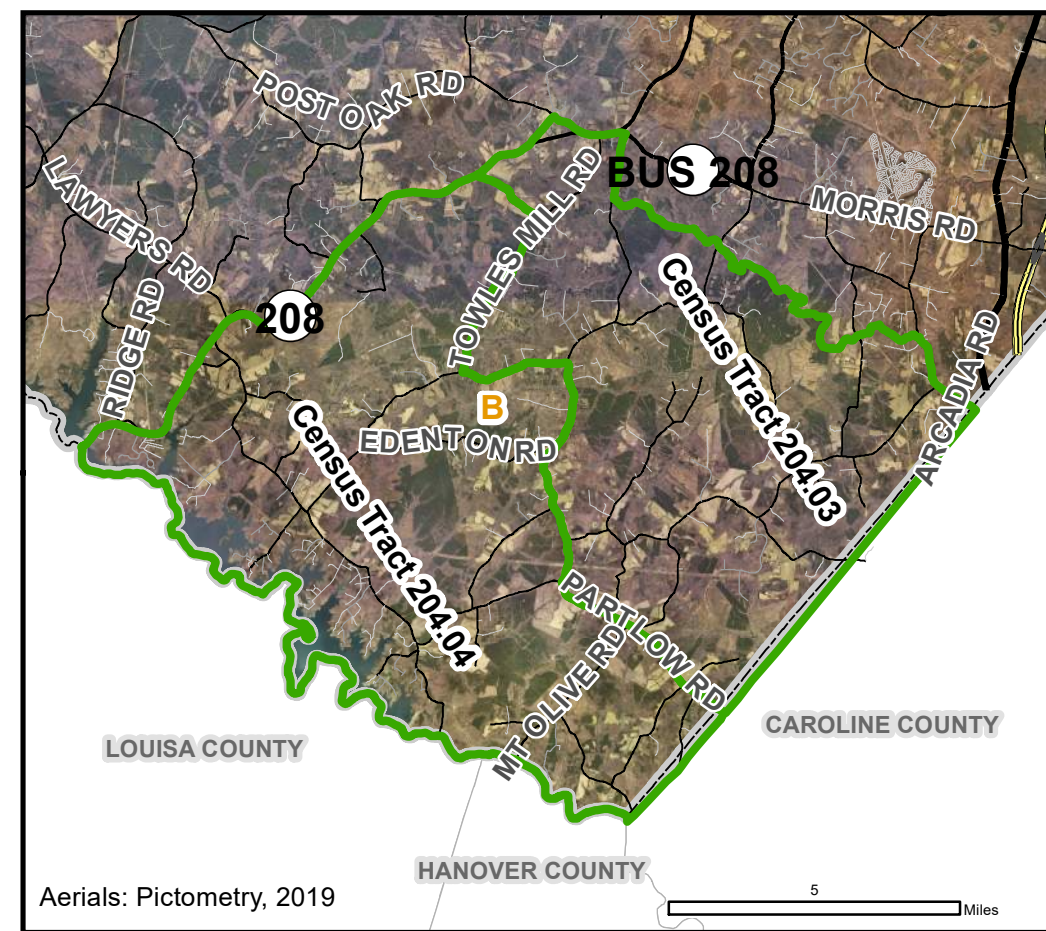 POST OAK RD
LAWYERS RD
BUS 208
MORRIS RD
TOWLES MILL RD
RIDGE RD
208
Census Tract 204.03
ARCADIA RD
B
EDENTON RD
Census Tract 204.04
PARTLOW RD
MT OLIVE RD
LOUISA COUNTY
CAROLINE COUNTY
HANOVER COUNTY
Aerials: Pictometry, 2019
5
Miles